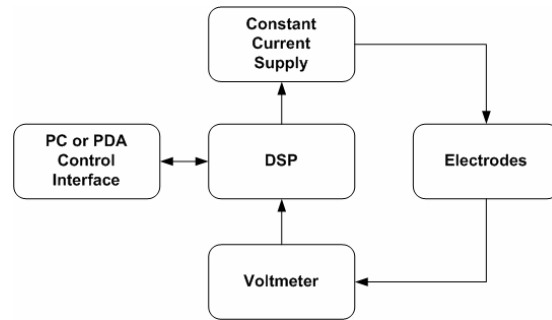 Constant
Current
Supply
PC or PDA
Control
Interface
DSP
Electrodes
Voltmeter